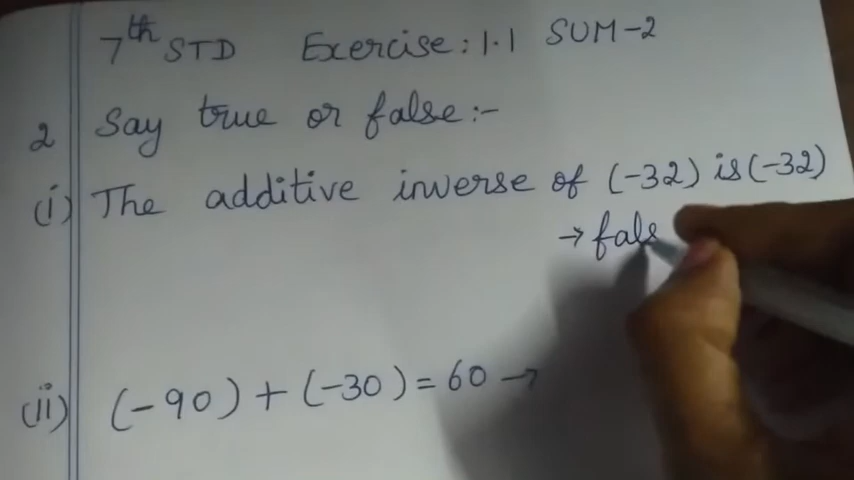 7th STD Exercise: 1.1 SUM-2
2 Say true or false:-
(i) The additive inverse of (-32) is (-32)
→ fals
(ii) (-90) + (-30) = 60 →